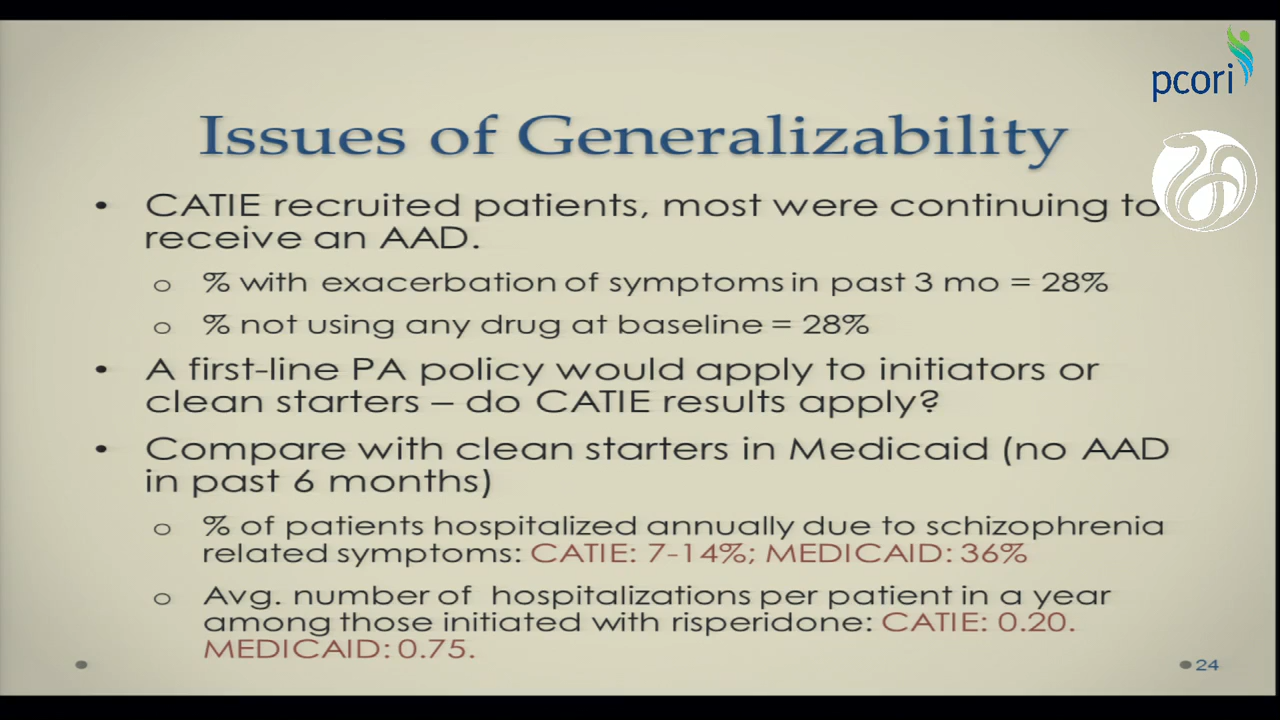 pcori
Issues of Generalizability
• CATIE recruited patients, most were continuing to
receive an AAD.
o % with exacerbation of symptoms in past 3 mo = 28%
o % not using any drug at baseline = 28%
• A first-line PA policy would apply to initiators or
clean starters – do CATIE results apply?
• Compare with clean starters in Medicaid (no AAD
in past 6 months)
o % of patients hospitalized annually due to schizophrenia
related symptoms: CATIE: 7-14%; MEDICAID: 36%
o Avg. number of hospitalizations per patient in a year
among those initiated with risperidone: CATIE: 0.20.
MEDICAID: 0.75.
24